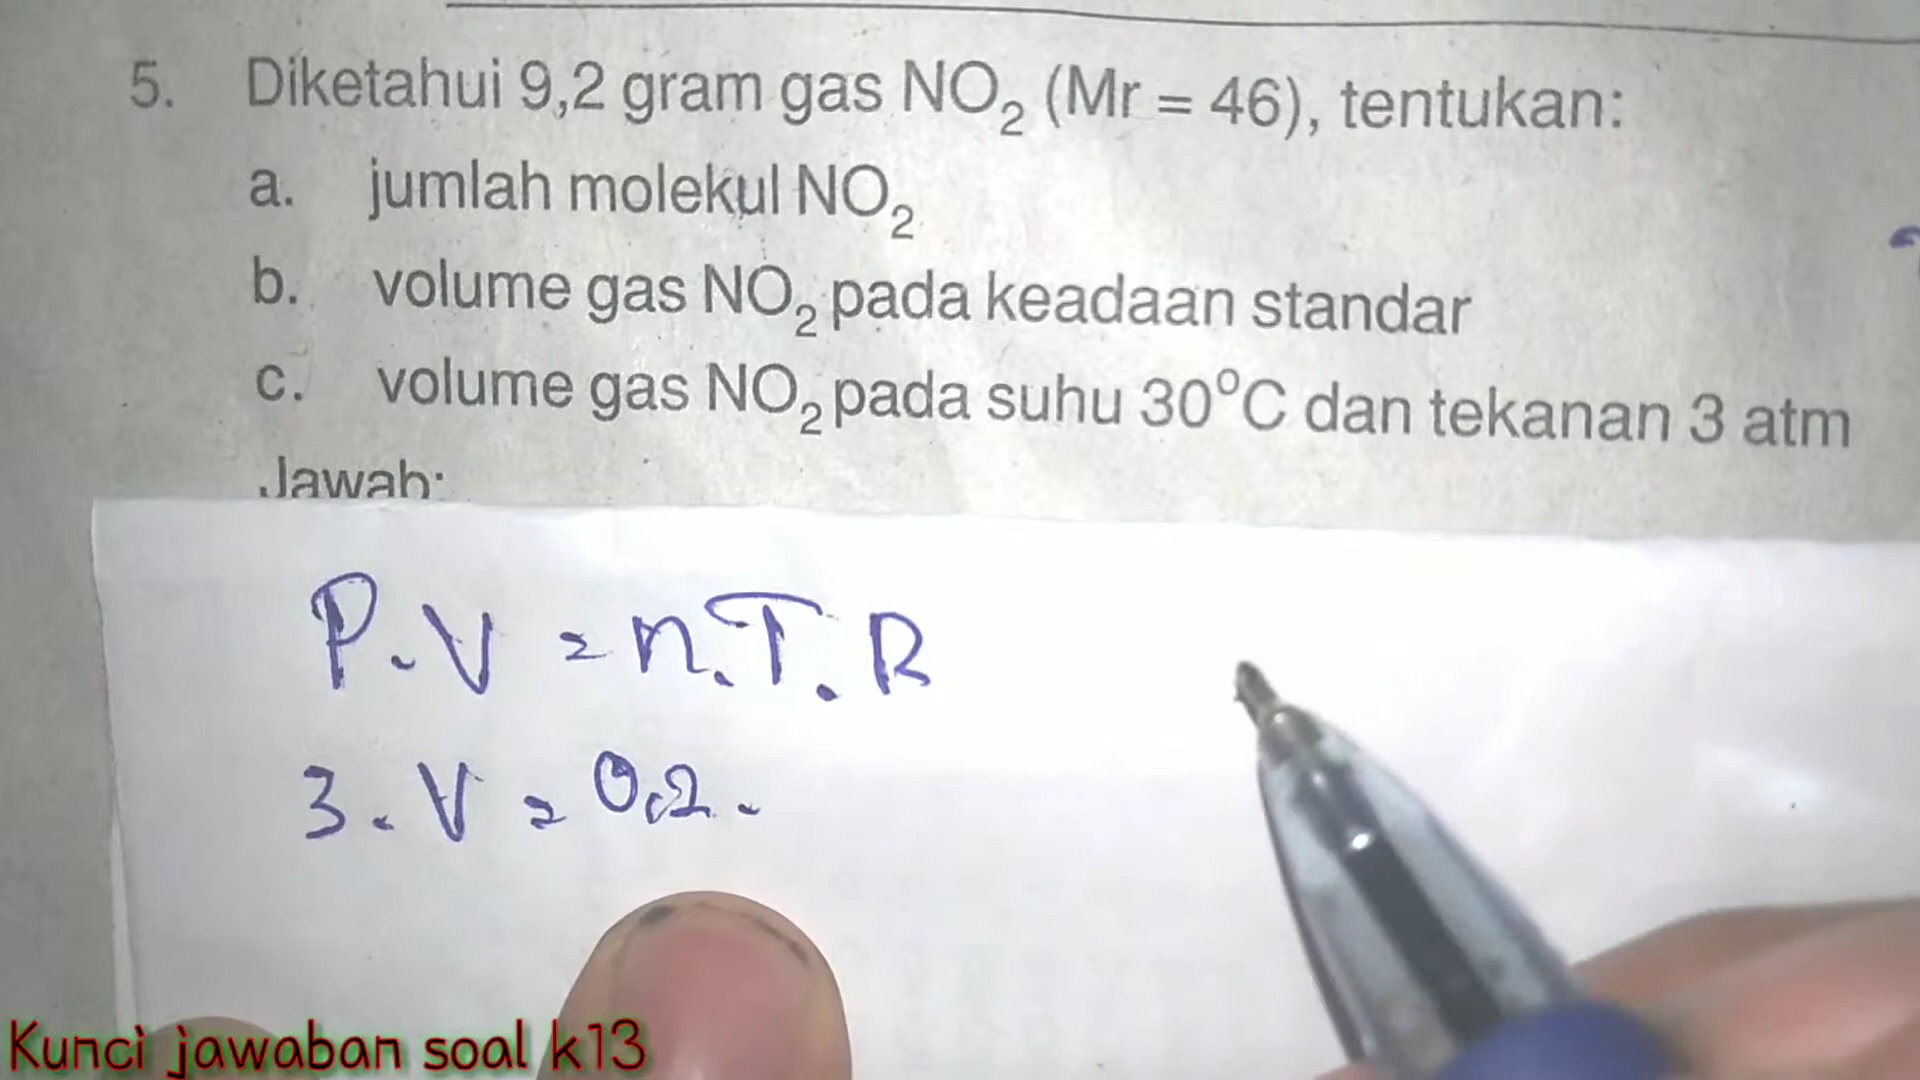 5. Diketahui 9,2 gram gas NO₂ (Mr = 46), tentukan:
a. jumlah molekul NO₂
b. volume gas NO₂ pada keadaan standar
c. volume gas NO₂ pada suhu 30°C dan tekanan 3 atm
Jawab:
P.V = n.T.R
3.V = 0,2.
Kunci jawaban soal k13